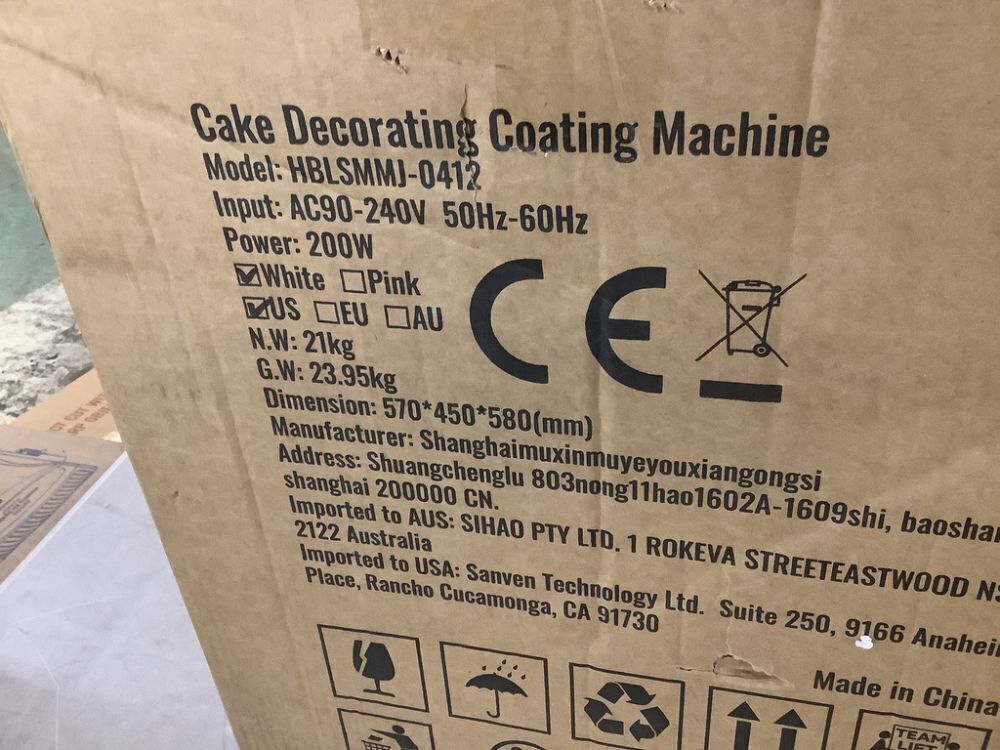 Cake Decorating Coating Machine
Model: HBLSMMJ-0412
Input: AC90-240V 50Hz-60Hz
Power: 200W
White Pink
US EU AU
N.W: 21kg
G.W: 23.95kg
Dimension: 570*450*580(mm)
Manufacturer: Shanghaimuxinmuyeyouxiangongsi
Address: Shuangchenglu 803nong11hao1602A-1609shi, baoshan
shanghai 200000 CN.
Imported to AUS: SIHAO PTY LTD. 1 ROKEVA STREETEASTWOOD NS
2122 Australia
Imported to USA: Sanven Technology Ltd. Suite 250, 9166 Anahei
Place, Rancho Cucamonga, CA 91730
CE
Made in China
TEAM